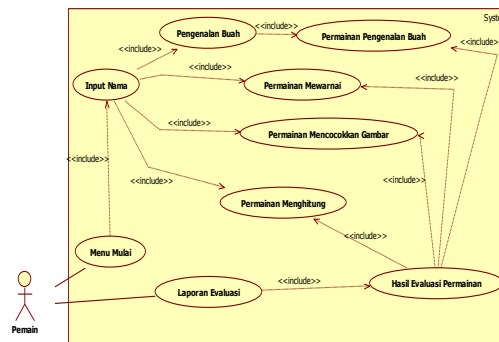 Syst
Pengenalan Buah
<<include>>
Permainan Pengenalan Buah
<<include>>
<<include>>
Input Nama
<<include>>
Permainan Mewarnai
<<include>>
<<include>>
Permainan Mencocokkan Gambar
<<include>>
<<include>>
<<include>>
Permainan Menghitung
<<include>>
Menu Mulai
<<include>>
Laporan Evaluasi
Hasil Evaluasi Permainan
Pemain